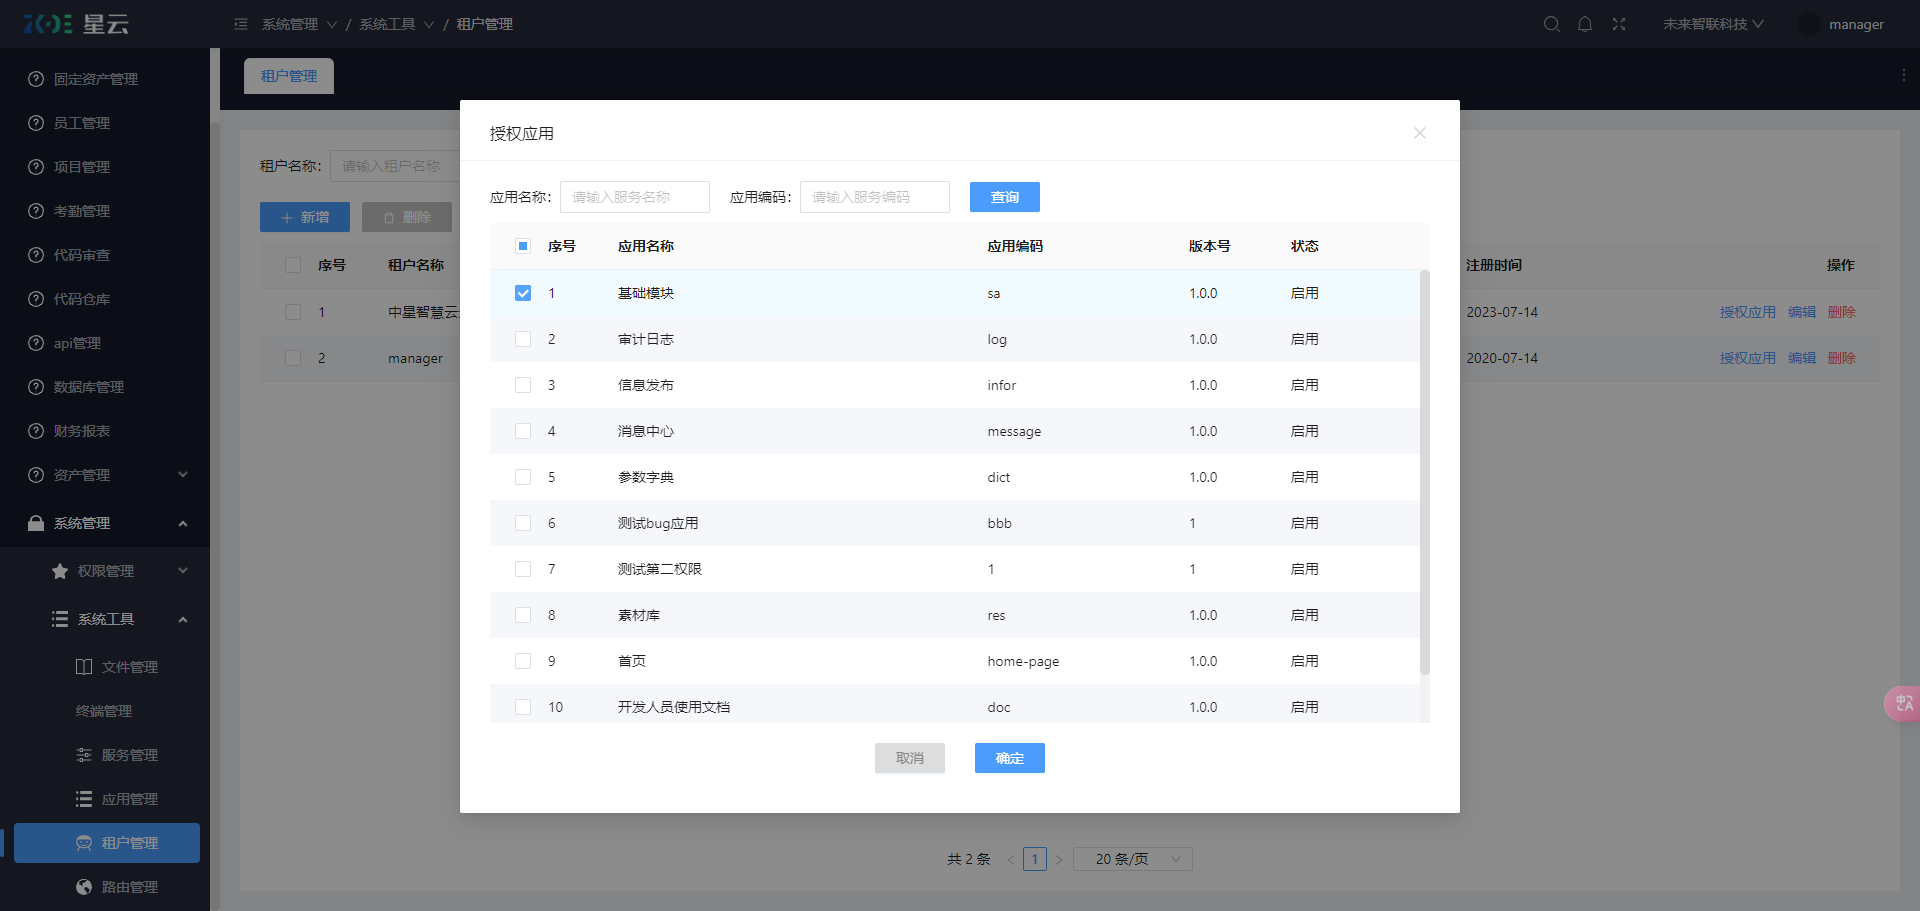 星云
系统管理 / 系统工具 / 租户管理
未来智联科技
manager
固定资产管理
员工管理
项目管理
考勤管理
代码审查
代码仓库
api管理
数据库管理
财务报表
资产管理
系统管理
权限管理
系统工具
文件管理
终端管理
服务管理
应用管理
租户管理
路由管理
租户管理
租户名称: 请输入租户名称
新增 删除
序号 租户名称 注册时间 操作
1 中星智慧云 2023-07-14 授权应用 编辑 删除
2 manager 2020-07-14 授权应用 编辑 删除
共 2 条 < 1 > 20 条/页
授权应用
应用名称: 请输入服务名称 应用编码: 请输入服务编码 查询
序号 应用名称 应用编码 版本号 状态
1 基础模块 sa 1.0.0 启用
2 审计日志 log 1.0.0 启用
3 信息发布 infor 1.0.0 启用
4 消息中心 message 1.0.0 启用
5 参数字典 dict 1.0.0 启用
6 测试bug应用 bbb 1 启用
7 测试第二权限 1 1 启用
8 素材库 res 1.0.0 启用
9 首页 home-page 1.0.0 启用
10 开发人员使用文档 doc 1.0.0 启用
取消 确定